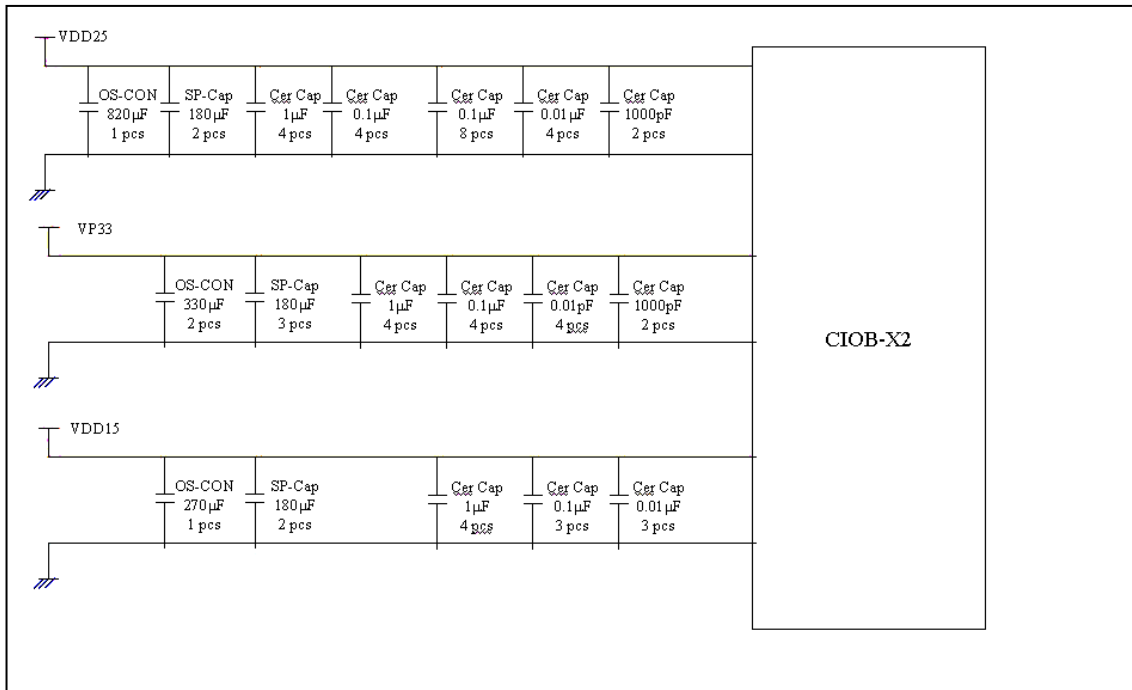 VDD25
OS-CON
820µF
1 pcs
SP-Cap
180µF
2 pcs
Cer Cap
1µF
4 pcs
Cer Cap
0.1µF
4 pcs
Cer Cap
0.1µF
8 pcs
Cer Cap
0.01µF
4 pcs
Cer Cap
1000pF
2 pcs
VP33
OS-CON
330µF
2 pcs
SP-Cap
180µF
3 pcs
Cer Cap
1µF
4 pcs
Cer Cap
0.1µF
4 pcs
Cer Cap
0.01pF
4 pcs
Cer Cap
1000pF
2 pcs
CIOB-X2
VDD15
OS-CON
270µF
1 pcs
SP-Cap
180µF
2 pcs
Cer Cap
1µF
4 pcs
Cer Cap
0.1µF
3 pcs
Cer Cap
0.01µF
3 pcs